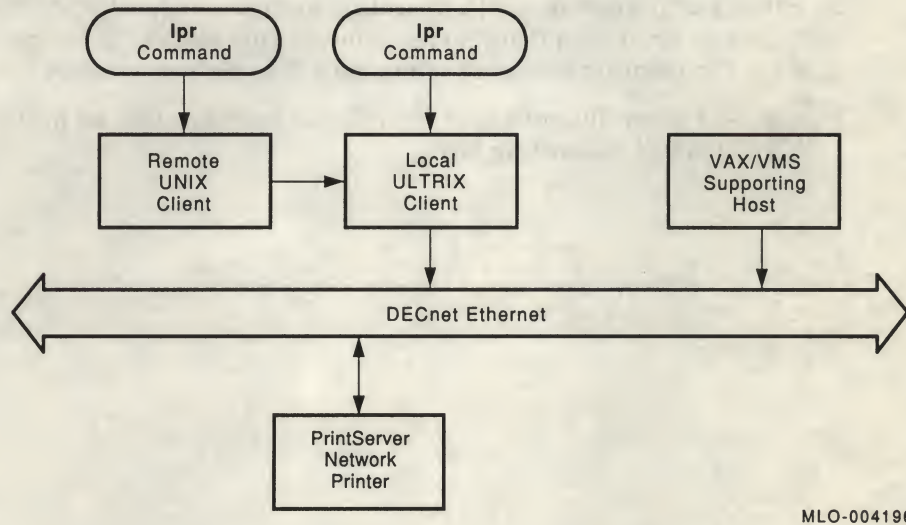 lpr
Command
lpr
Command
Remote
UNIX
Client
Local
ULTRIX
Client
VAX/VMS
Supporting
Host
DECnet Ethernet
PrintServer
Network
Printer
MLO-004196